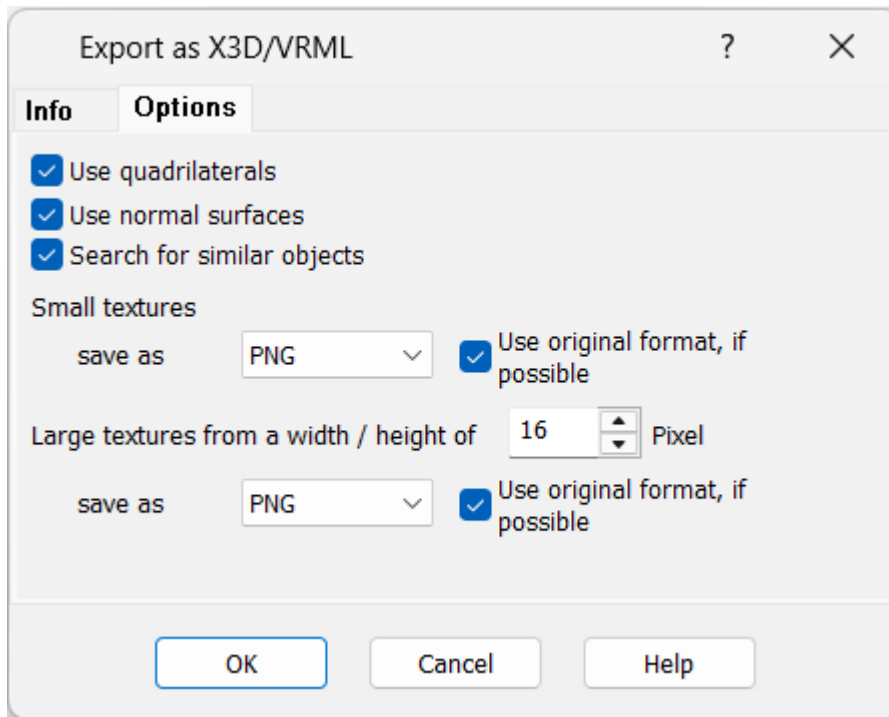 Export as X3D/VRML
?
Info
Options
Use quadrilaterals
Use normal surfaces
Search for similar objects
Small textures
save as
PNG
Use original format, if
possible
Large textures from a width / height of
16
Pixel
save as
PNG
Use original format, if
possible
OK
Cancel
Help